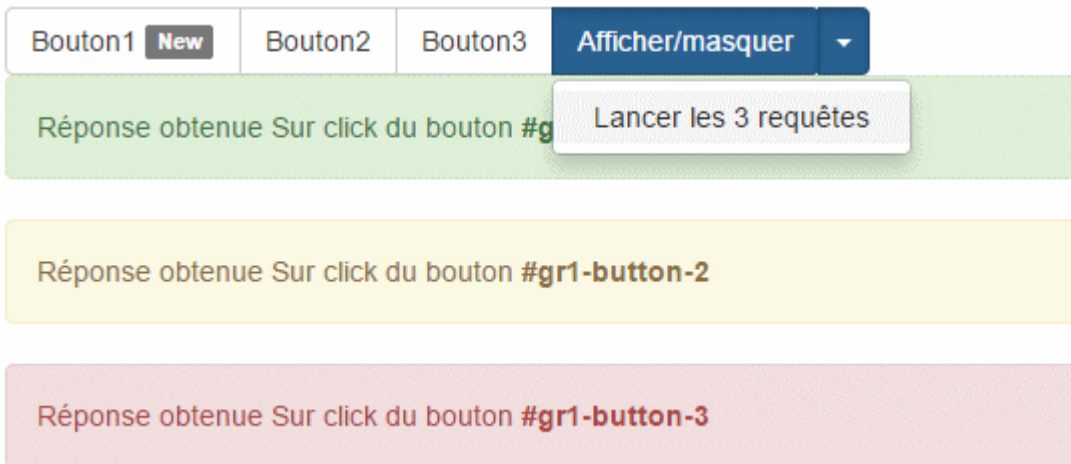 Bouton1 New Bouton2 Bouton3 Afficher/masquer
Lancer les 3 requêtes
Réponse obtenue Sur click du bouton #g
Réponse obtenue Sur click du bouton #gr1-button-2
Réponse obtenue Sur click du bouton #gr1-button-3